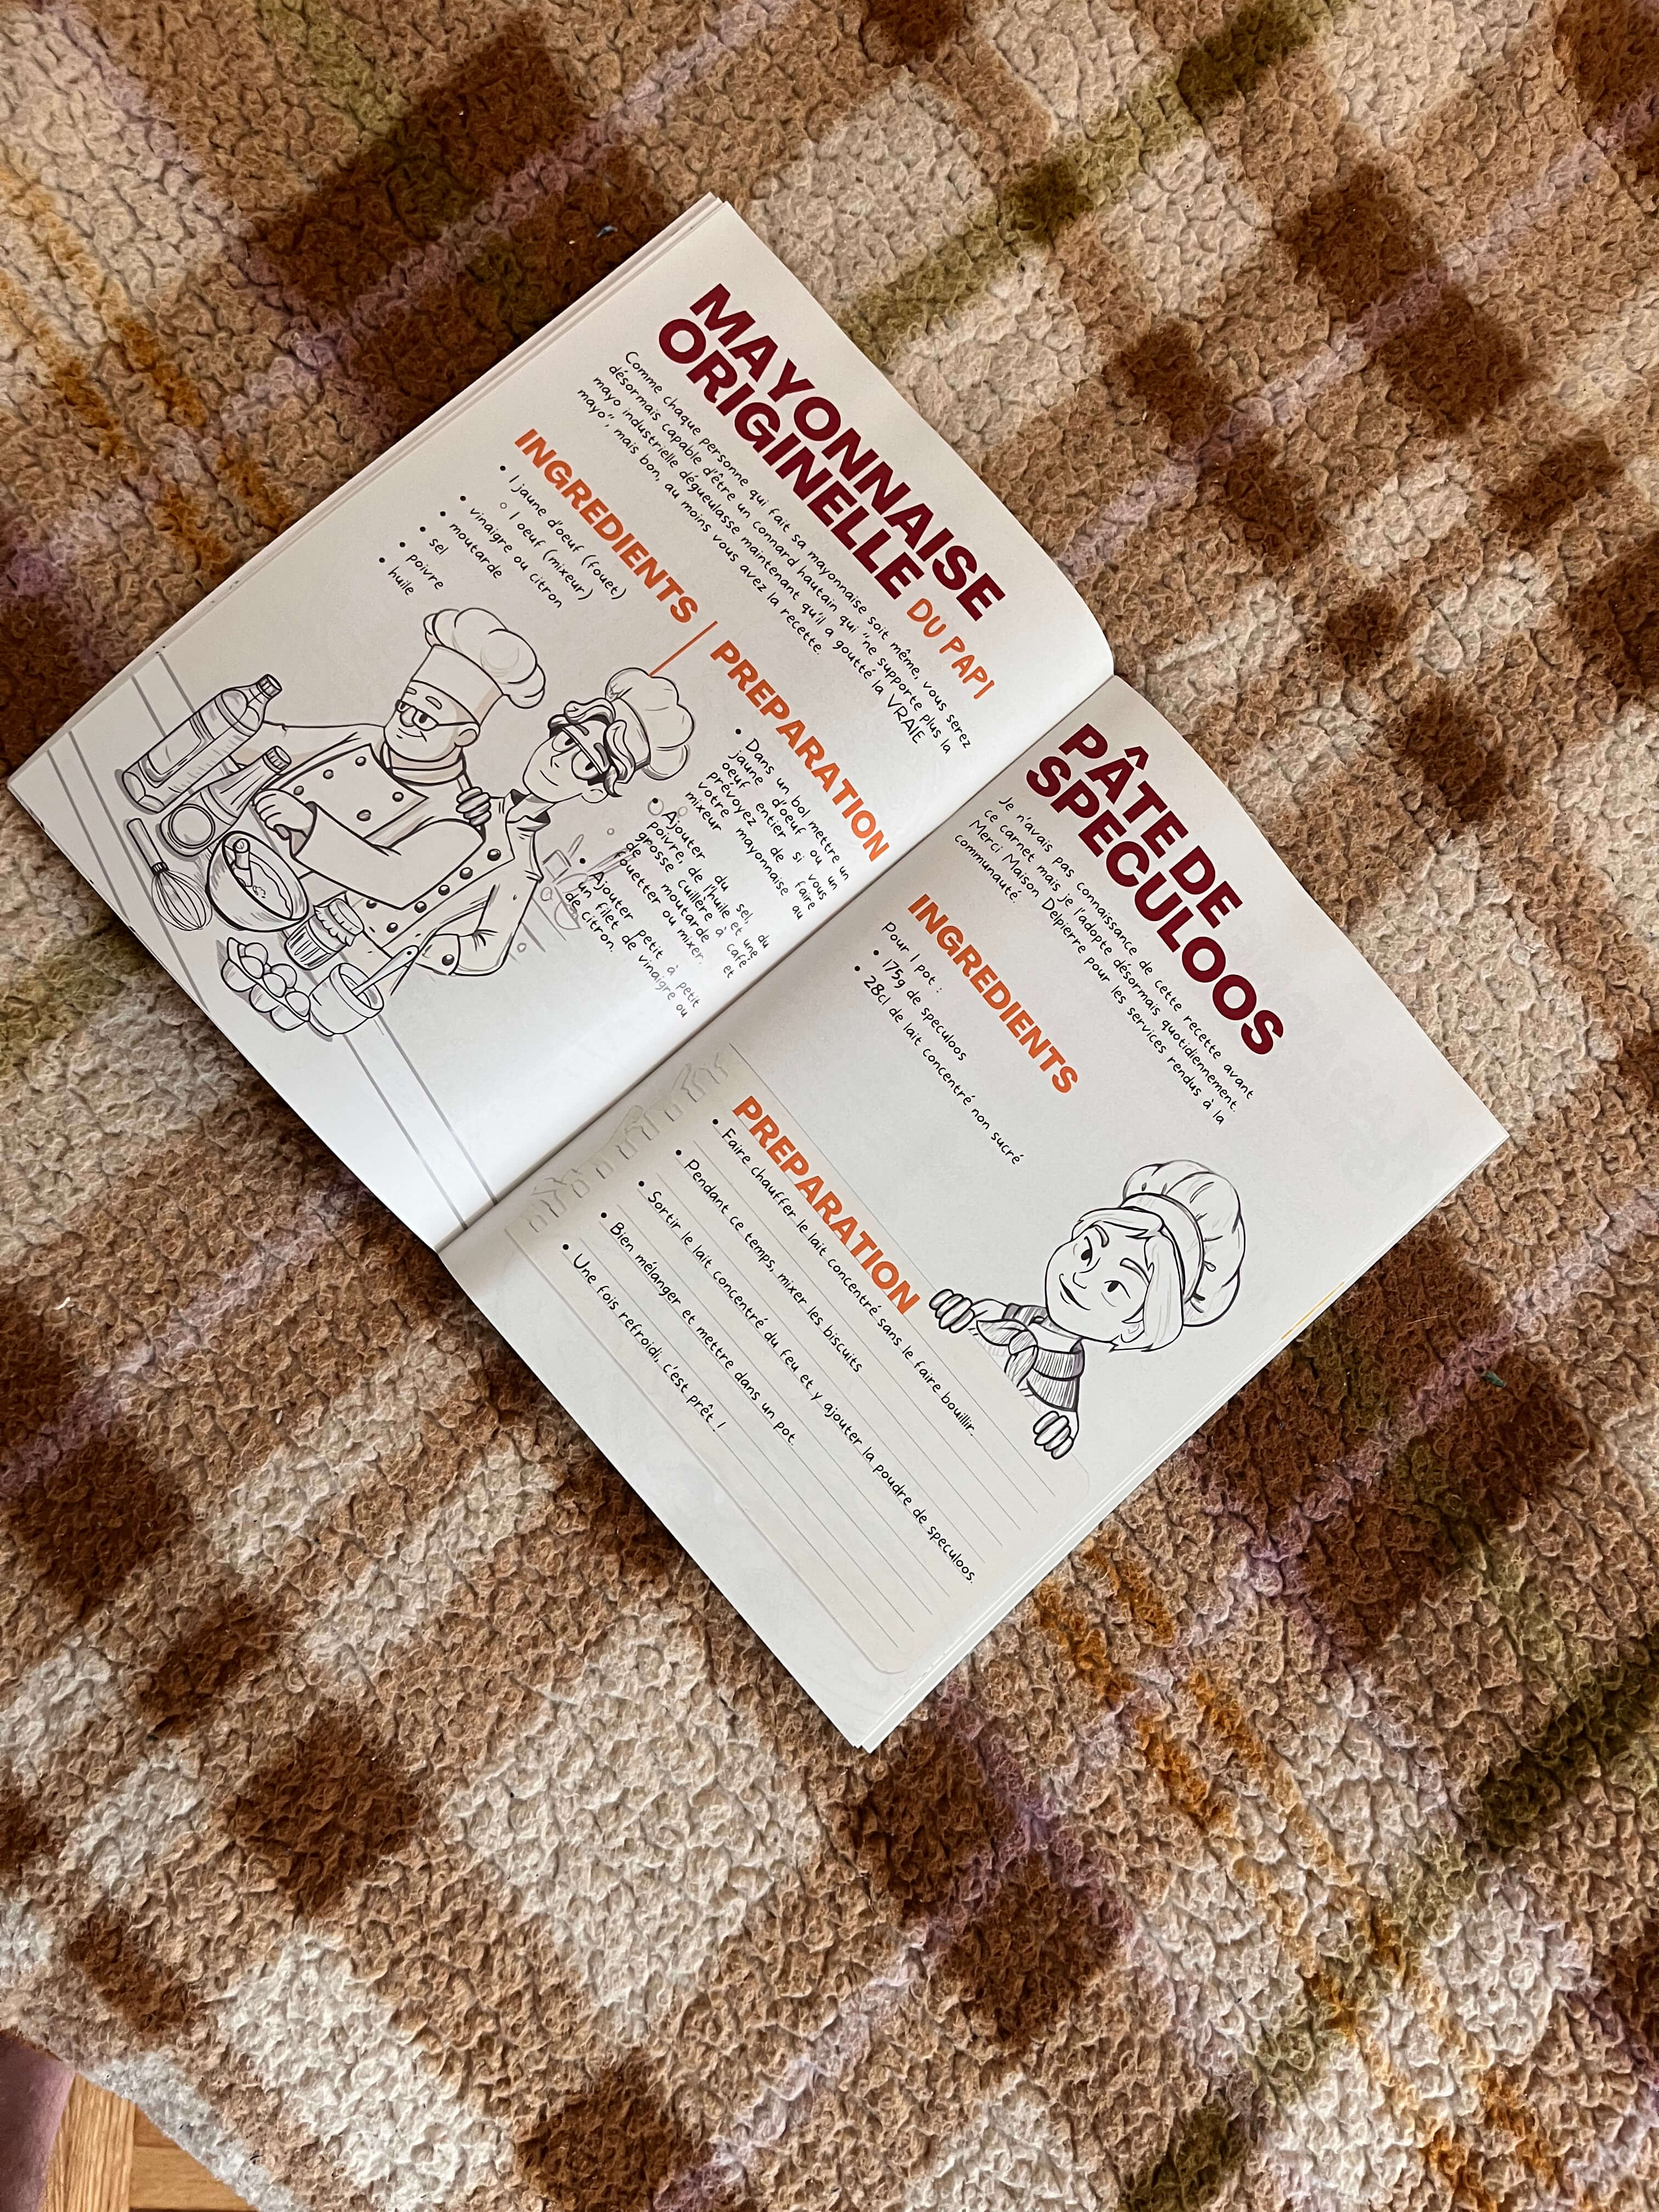 MAYONNAISE
ORIGINELLE DU PAPI
Comme chaque personne qui fait sa mayonnaise soit même, vous serez
désormais capable d'être un connard hautain qui "ne supporte plus la
mayo industrielle dégueulasse maintenant qu'il a goutté la VRAIE
mayo", mais bon, au moins vous avez la recette.
INGREDIENTS
• 1 jaune d'oeuf (fouet)
○ 1 oeuf (mixeur)
• vinaigre ou citron
• moutarde
• sel
• poivre
• huile
PREPARATION
• Dans un bol mettre un
jaune d'oeuf ou un
oeuf entier si vous
prévoyez de faire
votre mayonnaise au
mixeur
• Ajouter du sel, du
poivre, de l'huile et une
grosse cuillère à café
de moutarde et
fouetter ou mixer.
• Ajouter petit à petit
un filet de vinaigre ou
de citron.
PÂTE DE
SPECULOOS
Je n'avais pas connaissance de cette recette avant
ce carnet mais je l'adopte désormais quotidiennement.
Merci Maison Delpierre pour les services rendus à la
communauté.
INGREDIENTS
Pour 1 pot :
• 175g de speculoos
• 28cl de lait concentré non sucré
PREPARATION
• Faire chauffer le lait concentré sans le faire bouillir.
• Pendant ce temps, mixer les biscuits
• Sortir le lait concentré du feu et y ajouter la poudre de speculoos.
• Bien mélanger et mettre dans un pot.
• Une fois refroidi, c'est prêt !